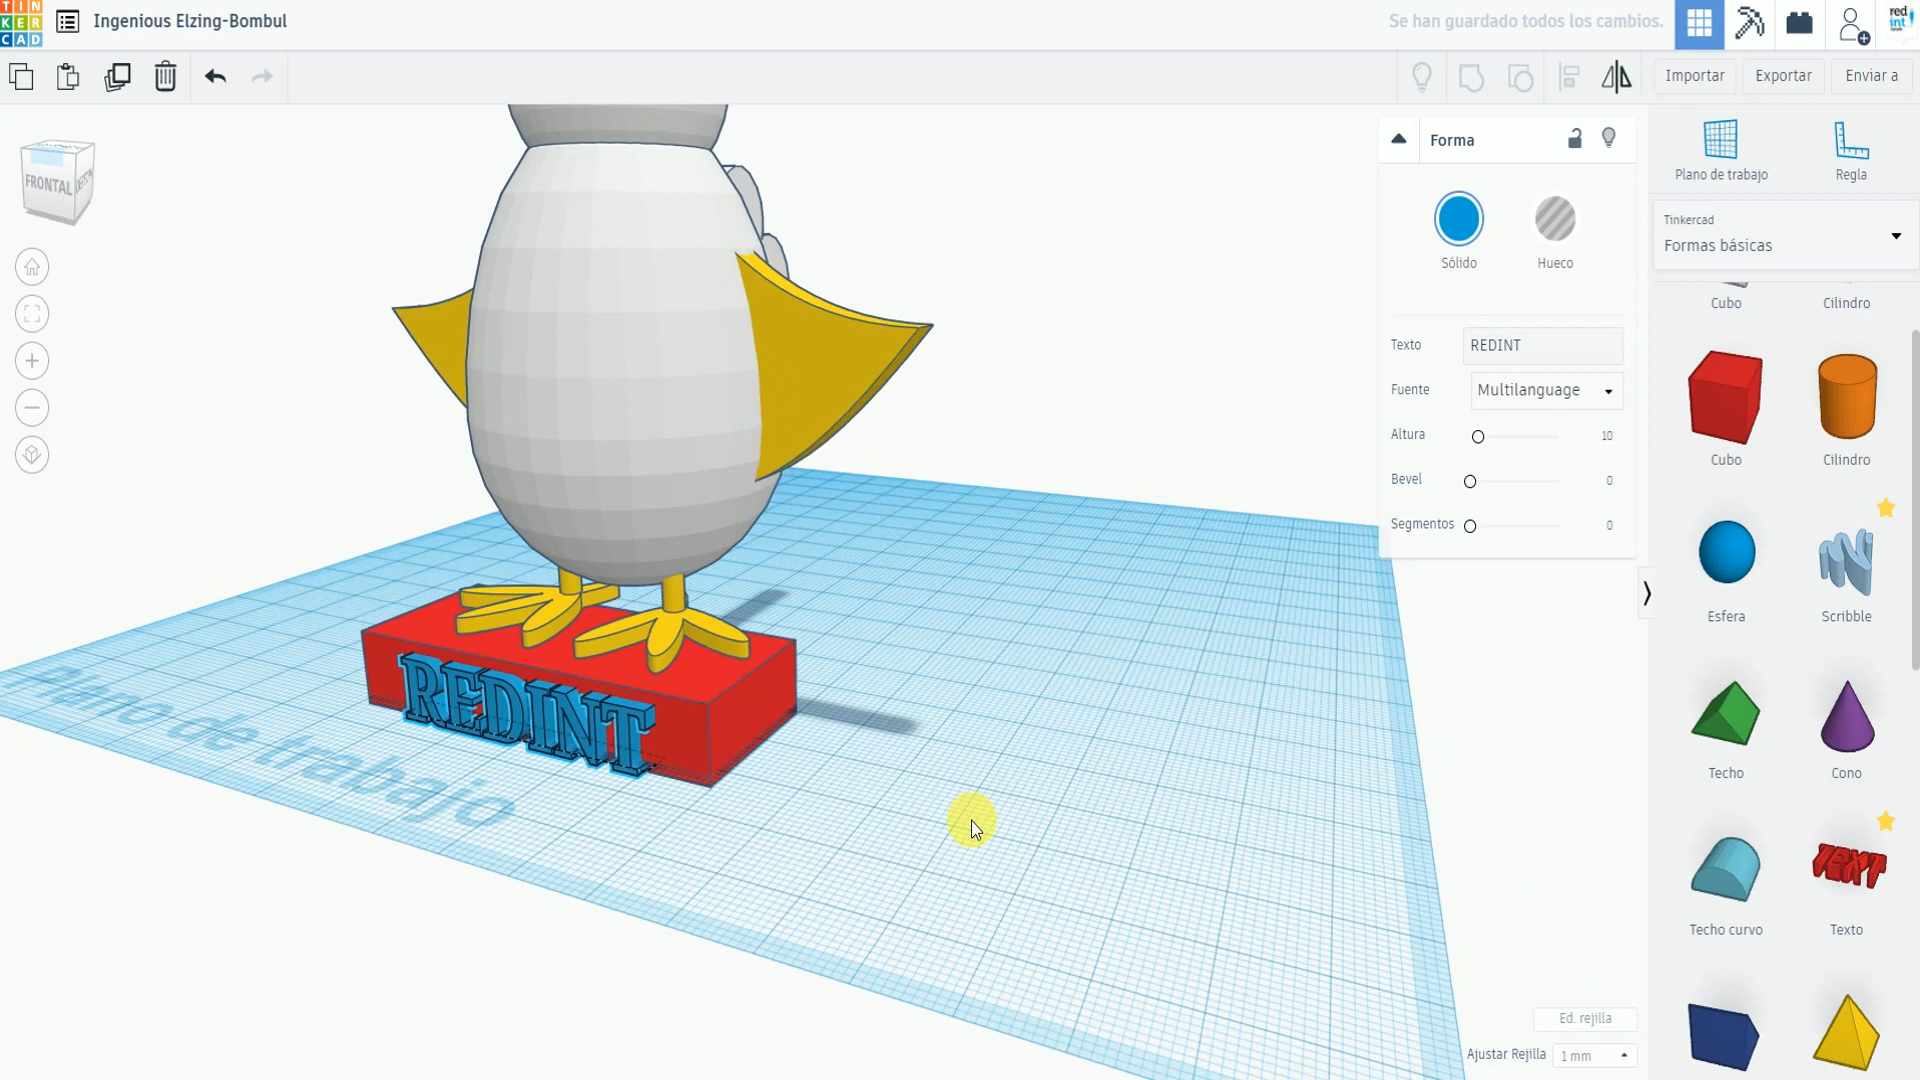 TIN
KER
CAD
Ingenious Elzing-Bombul
Se han guardado todos los cambios.
red
int
Importar
Exportar
Enviar a
FRONTAL
Forma
Sólido
Hueco
Texto
REDINT
Fuente
Multilanguage
Altura
10
Bevel
0
Segmentos
0
Plano de trabajo
Regla
Tinkercad
Formas básicas
Cubo
Cilindro
Cubo
Cilindro
Esfera
Scribble
Techo
Cono
TEXT
Techo curvo
Texto
REDINT
Plano de trabajo
Ed. rejilla
Ajustar Rejilla
1 mm